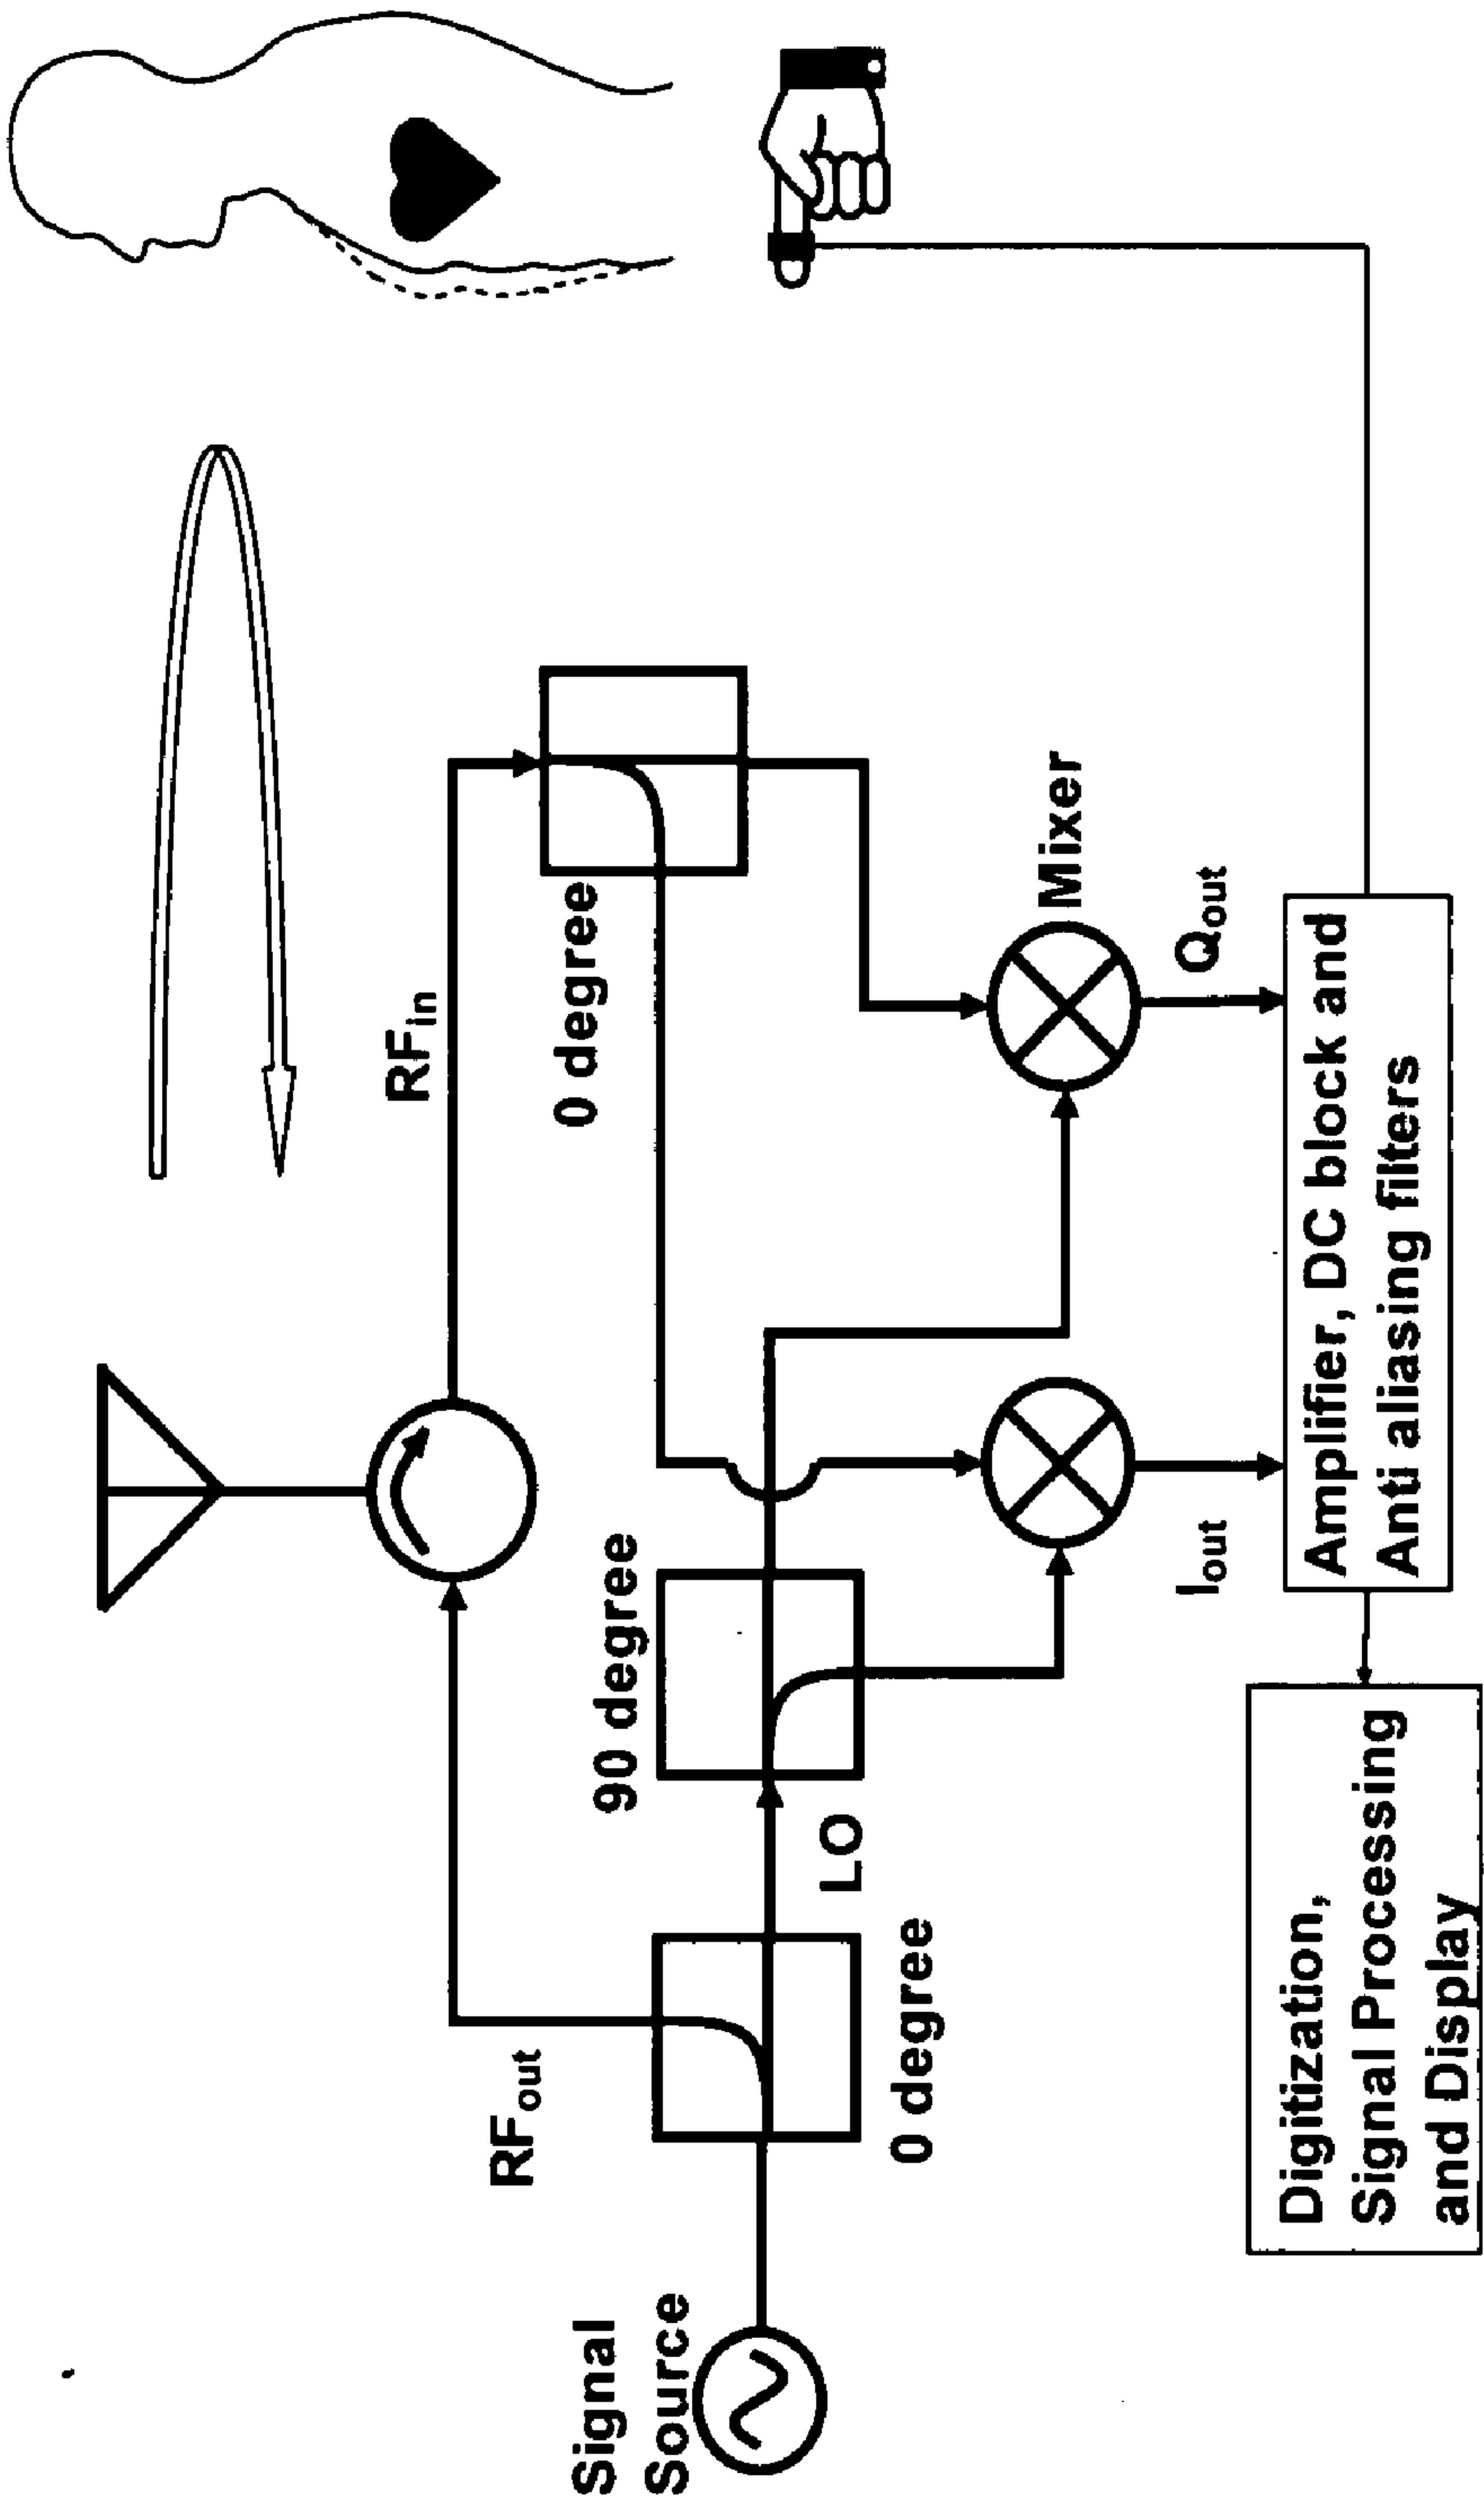 Signal
Source
RFout
0 degree
LO
90 degree
RFin
0 degree
Mixer
Iout
Qout
Amplifier, DC block and
Anti aliasing filters
Digitization,
Signal Processing
and Display